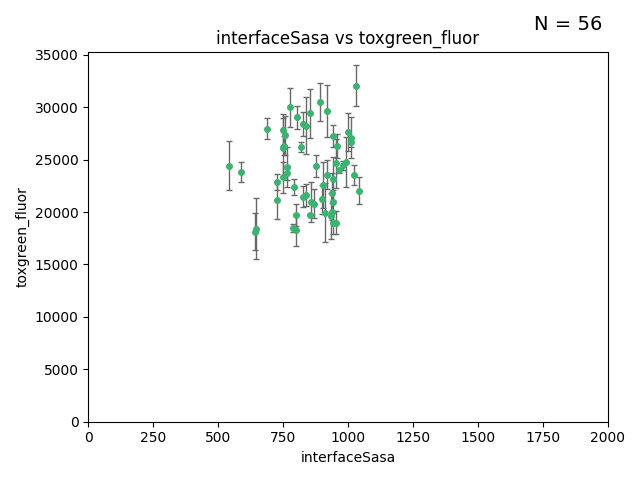 N = 56
interfaceSasa vs toxgreen_fluor
35000
30000
25000
20000
15000
10000
5000
0
toxgreen_fluor
0 250 500 750 1000 1250 1500 1750 2000
interfaceSasa